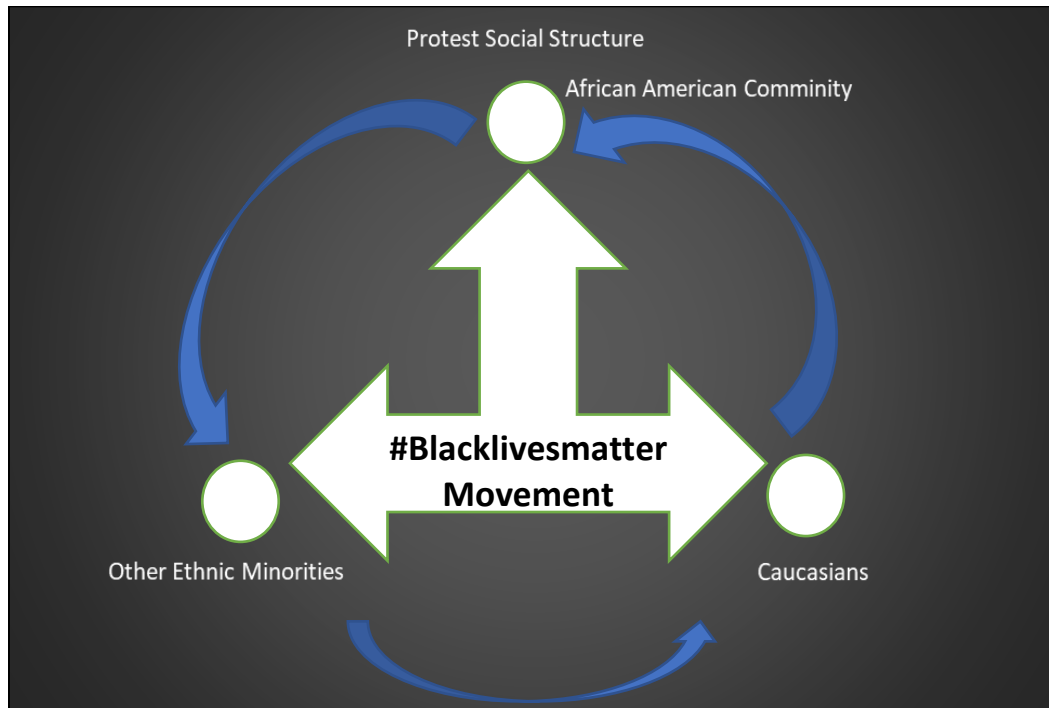 Protest Social Structure
African American Comminity
#Blacklivesmatter
Movement
Other Ethnic Minorities
Caucasians